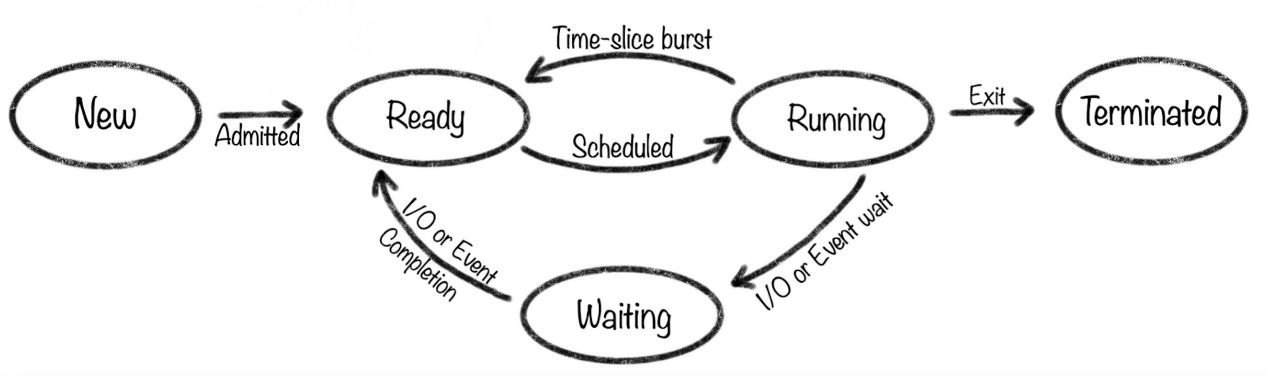 Time-slice burst
New
Admitted
Ready
Scheduled
Running
Exit
Terminated
I/O or Event
Completion
I/O or Event wait
Waiting